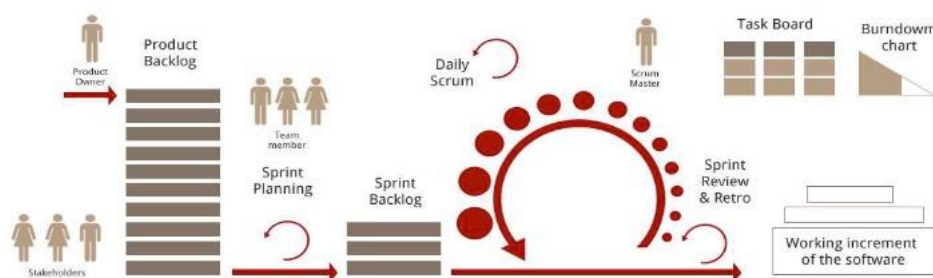 Product
Owner
Product
Backlog
Stakeholders
Team
member
Sprint
Planning
Sprint
Backlog
Daily
Scrum
Scrum
Master
Sprint
Review
& Retro
Task Board
Burndowm
chart
Working increment
of the software